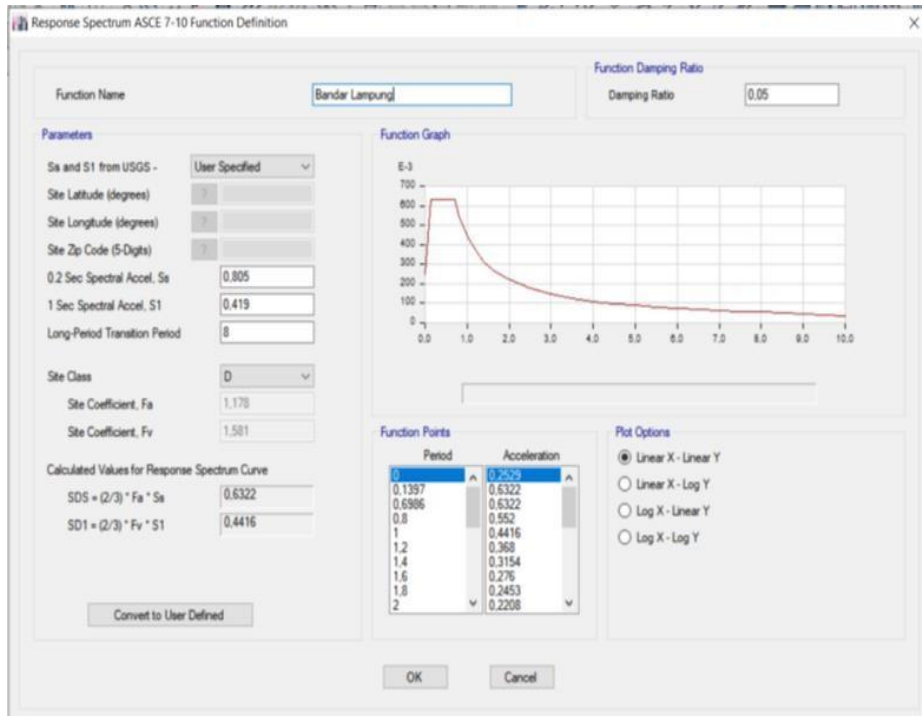 Response Spectrum ASCE 7-10 Function Definition
X
Function Name
Bandar Lampung
Function Damping Ratio
Damping Ratio
0,05
Parameters
Ss and S1 from USGS -
User Specified
Site Latitude (degrees)
?
Site Longitude (degrees)
?
Site Zip Code (5-Digits)
?
0.2 Sec Spectral Accel, Ss
0,805
1 Sec Spectral Accel, S1
0,419
Long-Period Transition Period
8
Site Class
D
Site Coefficient, Fa
1,178
Site Coefficient, Fv
1,581
Calculated Values for Response Spectrum Curve
SDS = (2/3) * Fa * Ss
0,6322
SD1 = (2/3) * Fv * S1
0,4416
Convert to User Defined
Function Graph
E-3
700
600
500
400
300
200
100
0
0,0 1,0 2,0 3,0 4,0 5,0 6,0 7,0 8,0 9,0 10,0
Function Points
Period Acceleration
0 0,2529
0,1397 0,6322
0,6986 0,6322
0,8 0,552
1 0,4416
1,2 0,368
1,4 0,3154
1,6 0,276
1,8 0,2453
2 0,2208
Plot Options
Linear X - Linear Y
Linear X - Log Y
Log X - Linear Y
Log X - Log Y
OK
Cancel